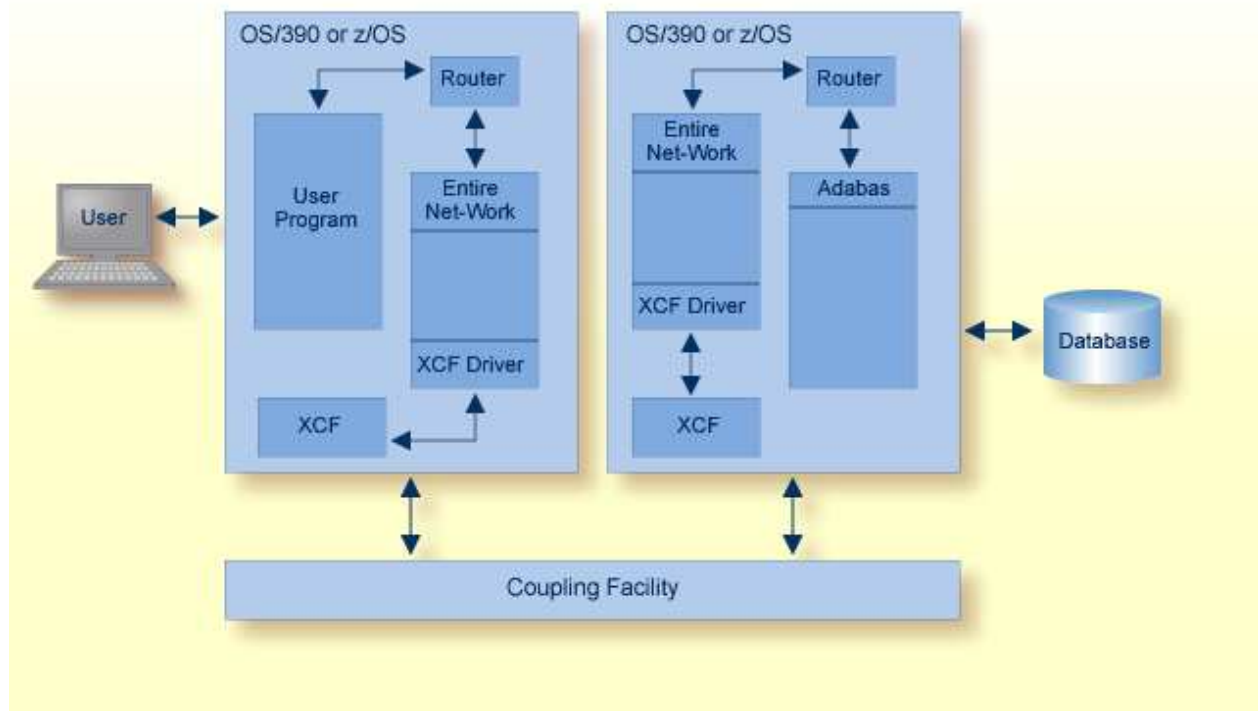 OS/390 or z/OS
Router
User
Program
Entire
Net-Work
XCF Driver
XCF
User
OS/390 or z/OS
Router
Entire
Net-Work
Adabas
XCF Driver
XCF
Database
Coupling Facility